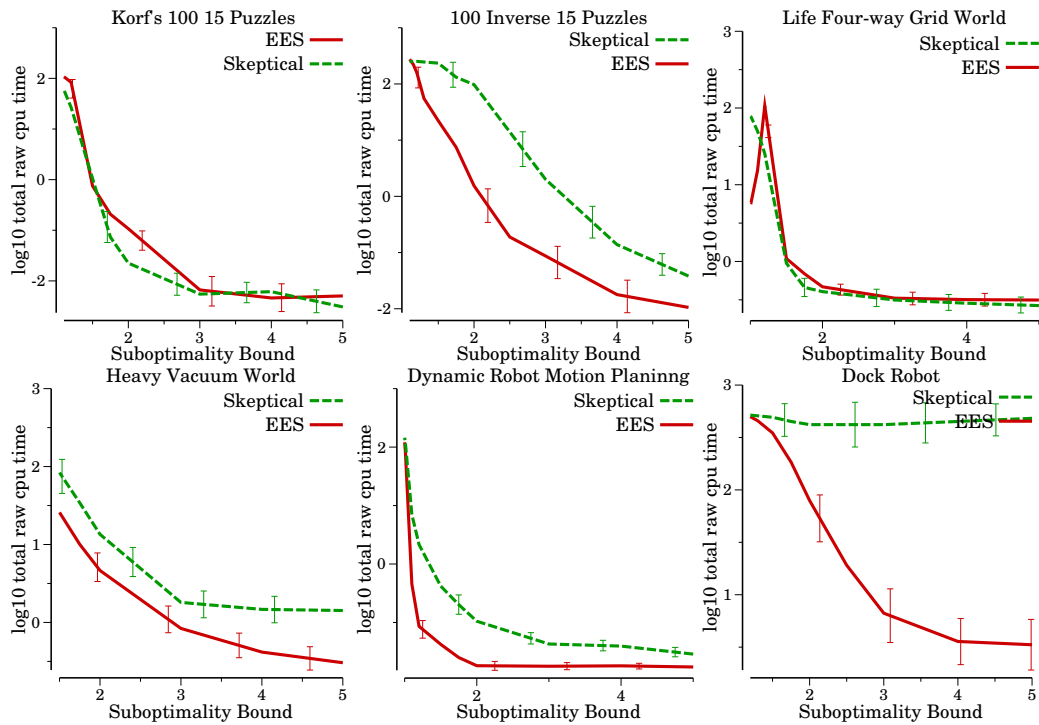 Korf's 100 15 Puzzles
EES
Skeptical
log10 total raw cpu time
2
0
-2
2
3
4
5
Suboptimality Bound
100 Inverse 15 Puzzles
Skeptical
EES
log10 total raw cpu time
2
0
-2
2
3
4
5
Suboptimality Bound
Life Four-way Grid World
Skeptical
EES
log10 total raw cpu time
3
2
1
0
2
4
Suboptimality Bound
Heavy Vacuum World
Skeptical
EES
log10 total raw cpu time
3
2
1
0
2
3
4
5
Suboptimality Bound
Dynamic Robot Motion Planinng
Skeptical
EES
log10 total raw cpu time
2
0
2
4
Suboptimality Bound
Dock Robot
Skeptical
EES
log10 total raw cpu time
3
2
1
2
3
4
5
Suboptimality Bound